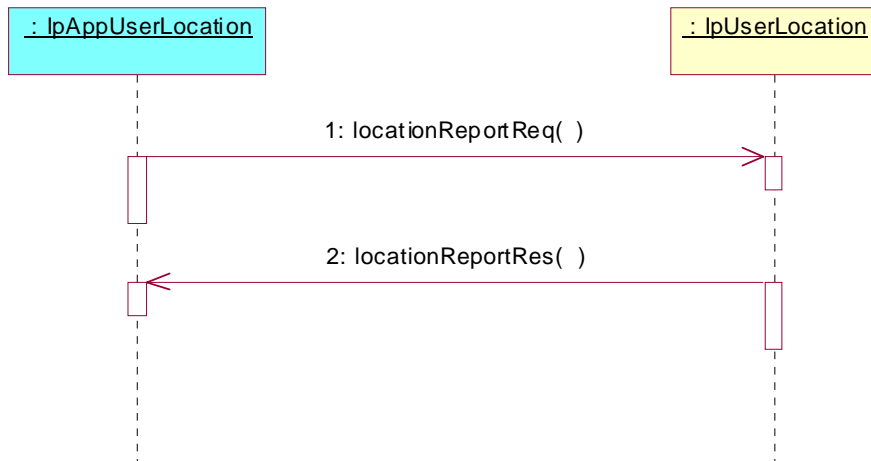 : IpAppUserLocation
: IpUserLocation
1: locationReportReq( )
2: locationReportRes( )